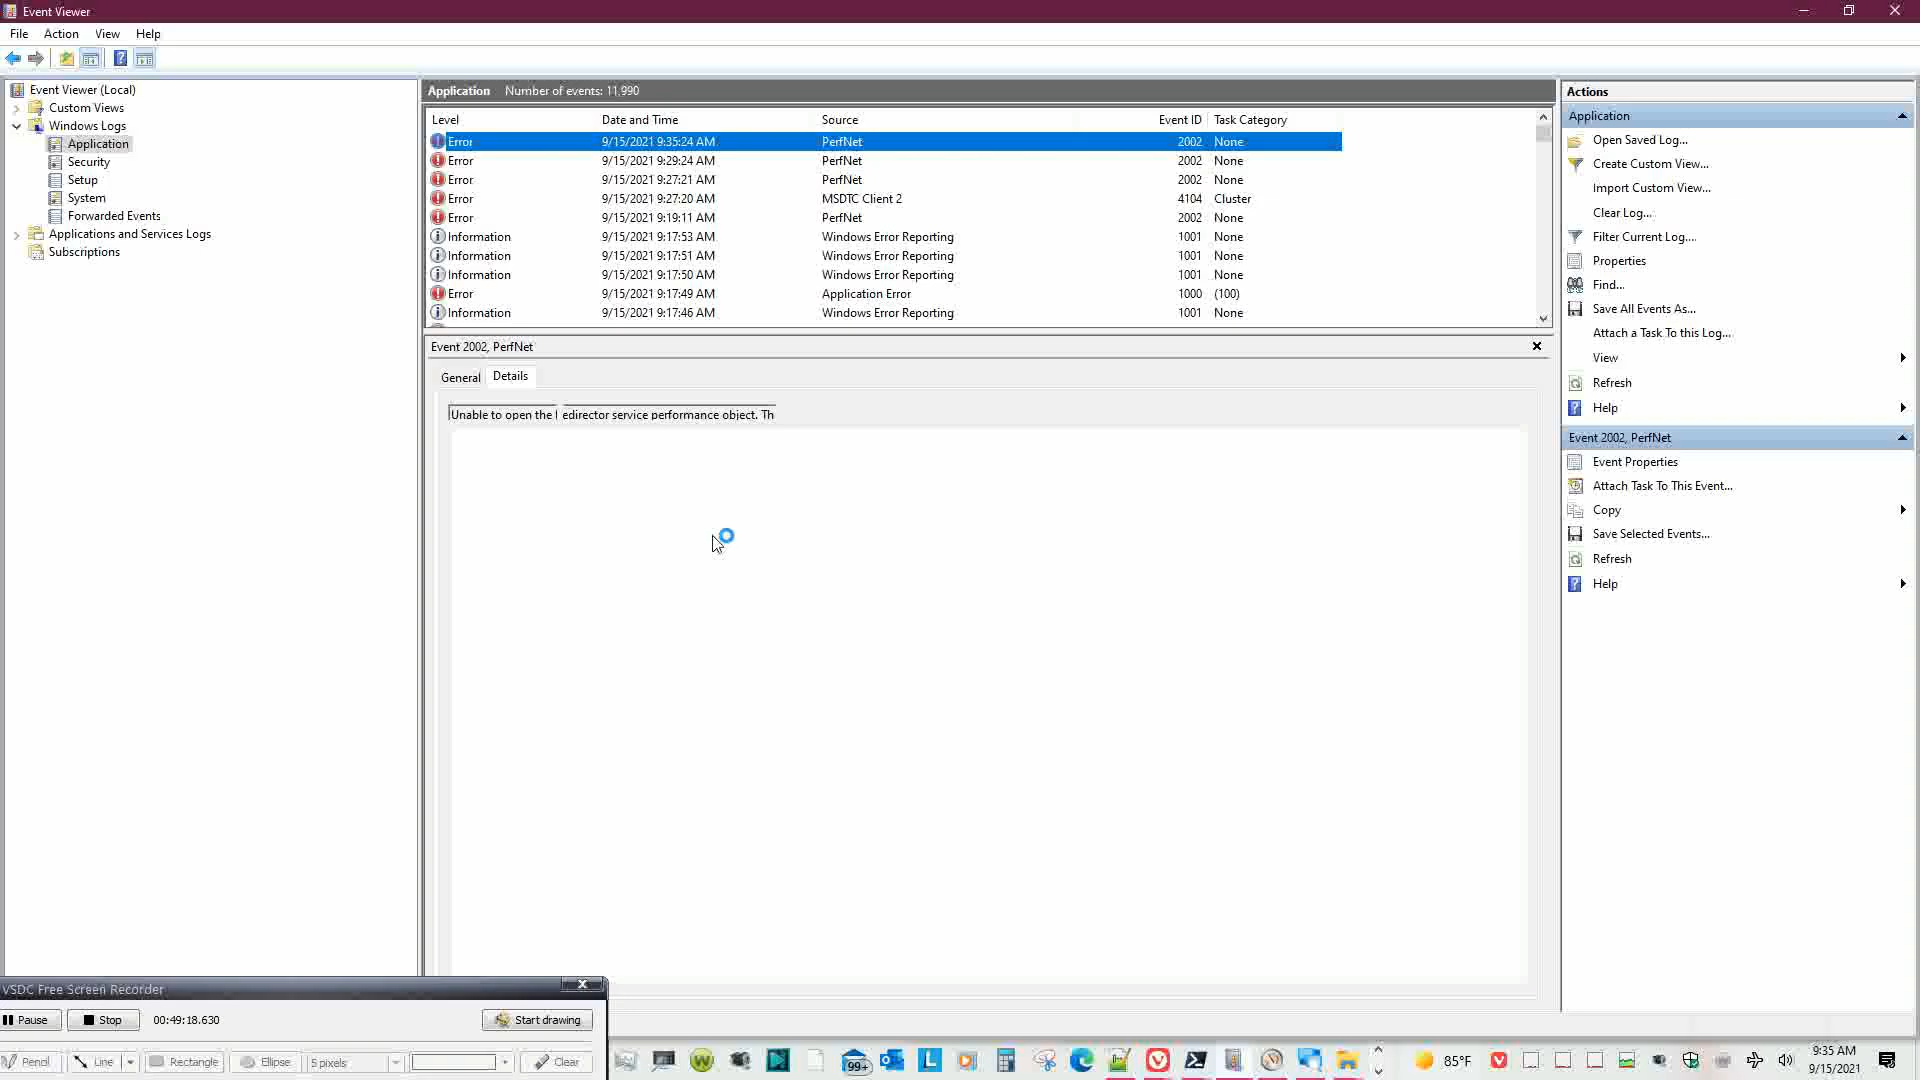 Event Viewer
File Action View Help
Event Viewer (Local)
Custom Views
Windows Logs
Application
Security
Setup
System
Forwarded Events
Applications and Services Logs
Subscriptions
Application Number of events: 11,990
Level Date and Time Source Event ID Task Category
Error 9/15/2021 9:35:24 AM PerfNet 2002 None
Error 9/15/2021 9:29:24 AM PerfNet 2002 None
Error 9/15/2021 9:27:21 AM PerfNet 2002 None
Error 9/15/2021 9:27:20 AM MSDTC Client 2 4104 Cluster
Error 9/15/2021 9:19:11 AM PerfNet 2002 None
Information 9/15/2021 9:17:53 AM Windows Error Reporting 1001 None
Information 9/15/2021 9:17:51 AM Windows Error Reporting 1001 None
Information 9/15/2021 9:17:50 AM Windows Error Reporting 1001 None
Error 9/15/2021 9:17:49 AM Application Error 1000 (100)
Information 9/15/2021 9:17:46 AM Windows Error Reporting 1001 None
Event 2002, PerfNet
General Details
Unable to open the edirector service performance object. Th
Actions
Application
Open Saved Log...
Create Custom View...
Import Custom View...
Clear Log...
Filter Current Log....
Properties
Find...
Save All Events As...
Attach a Task To this Log...
View
Refresh
Help
Event 2002, PerfNet
Event Properties
Attach Task To This Event...
Copy
Save Selected Events...
Refresh
Help
VSDC Free Screen Recorder
Pause Stop 00:49:18.630 Start drawing
Pencil Line Rectangle Ellipse 5 pixels Clear
99+
85°F
9:35 AM
9/15/2021